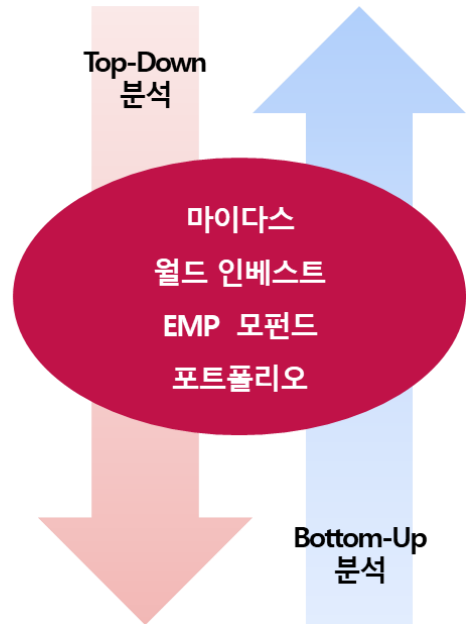 Top-Down
분석
마이다스
월드 인베스트
EMP 모펀드
포트폴리오
Bottom-Up
분석